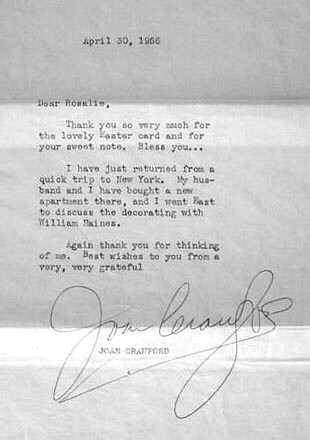 April 30, 1956
Dear Rosalie,
Thank you so very much for
the lovely Easter card and for
your sweet note. Bless you...
I have just returned from a
quick trip to New York. My hus-
band and I have bought a new
apartment there, and I went East
to discuss the decorating with
William Haines.
Again thank you for thinking
of me. Best wishes to you from a
very, very grateful
Joan Crawford
JOAN CRAWFORD